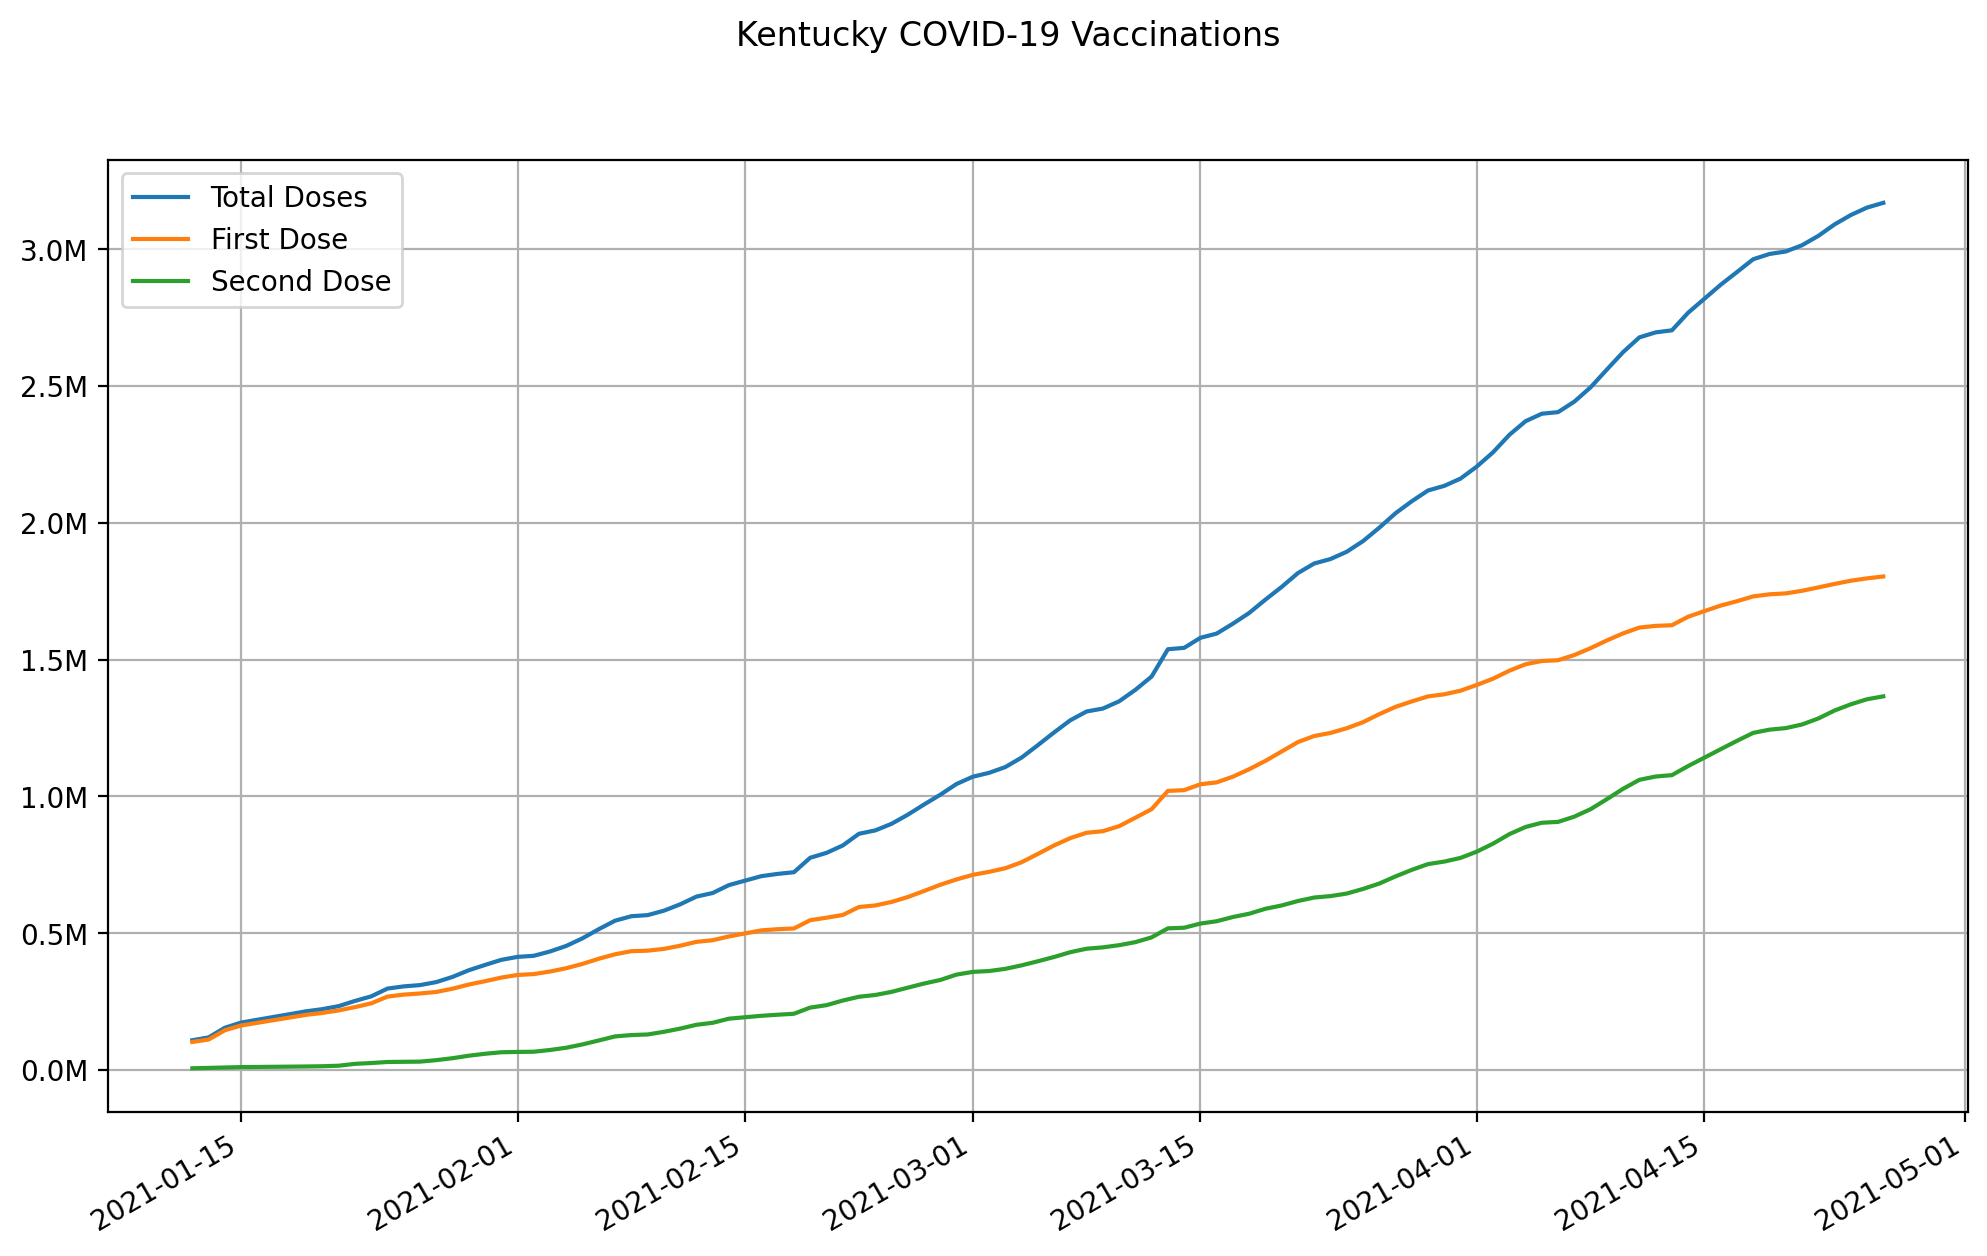 Kentucky COVID-19 Vaccinations
Total Doses
First Dose
Second Dose
3.0M
2.5M
2.0M
1.5M
1.0M
0.5M
0.0M
2021-01-15
2021-02-01
2021-02-15
2021-03-01
2021-03-15
2021-04-01
2021-04-15
2021-05-01